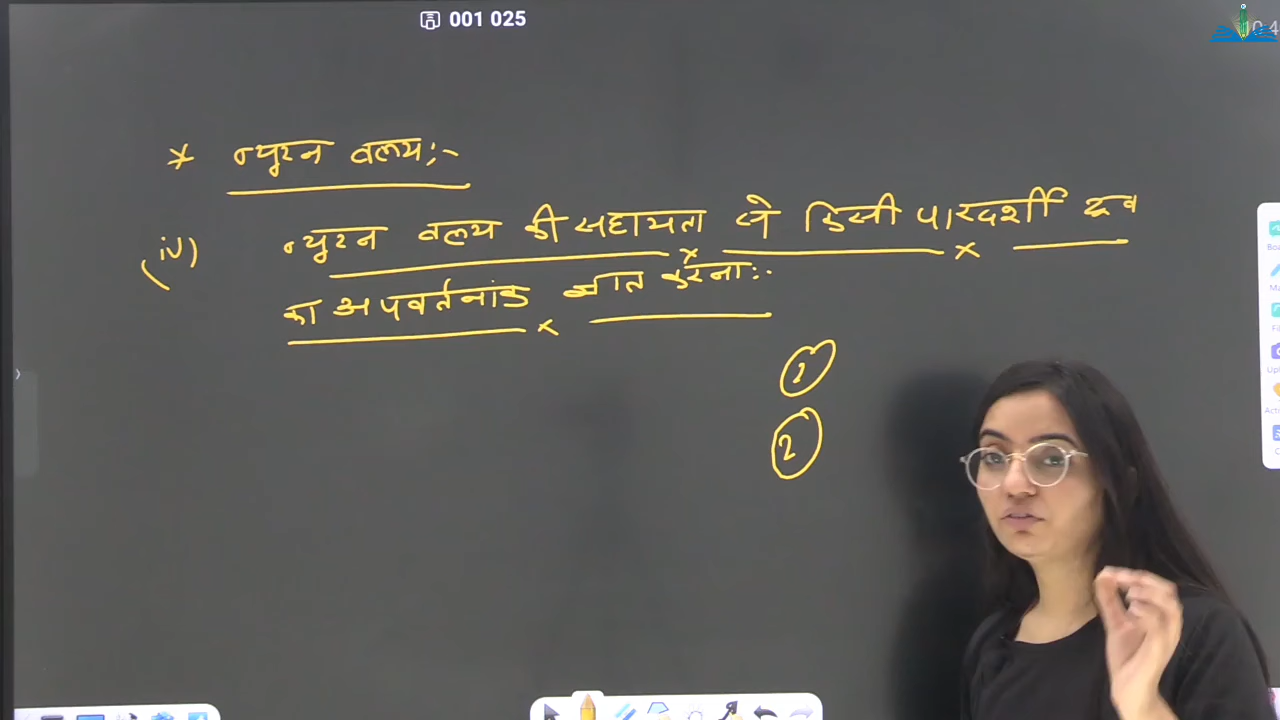 001 025
* न्यूटन वलय:-
(iv) न्यूटन वलय की सहायता से किसी पारदर्शी द्रव
का अपवर्तनांक ज्ञात करना:-
1
2